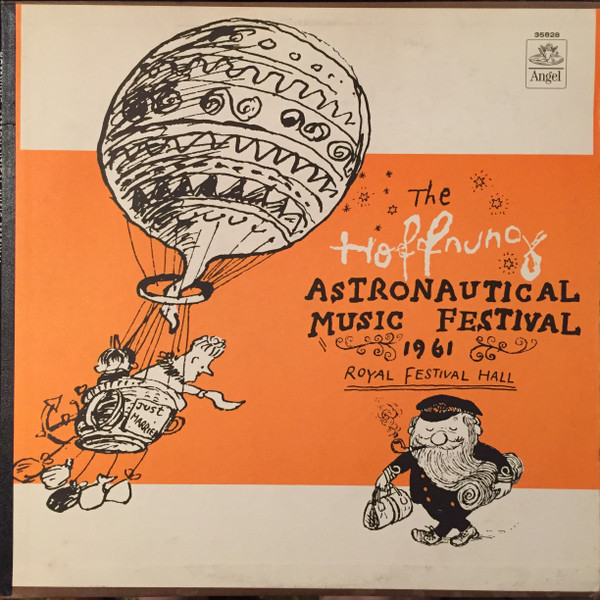 35828
Angel
The
Hoffnung
ASTRONAUTICAL
MUSIC FESTIVAL
1961
ROYAL FESTIVAL HALL
JUST
MARRIED